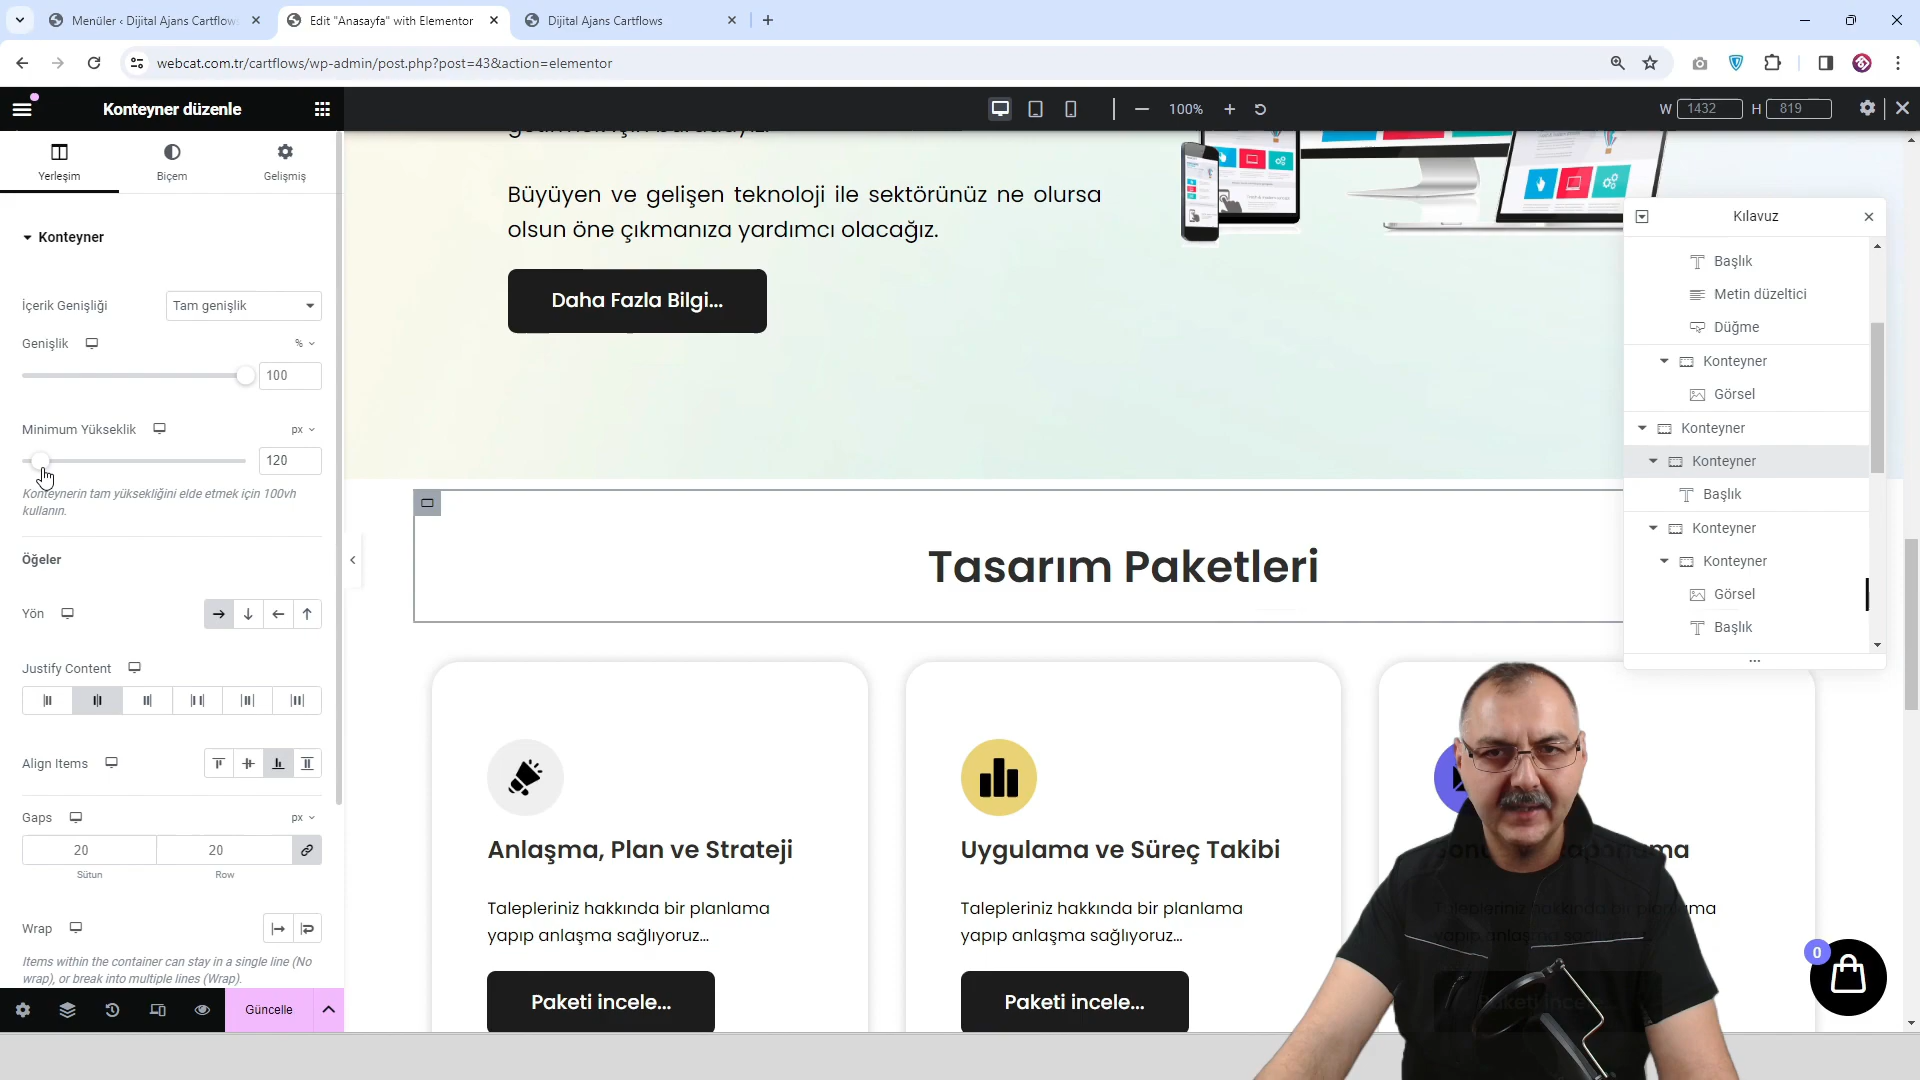 Menüler ‹ Dijital Ajans Cartflows
Edit "Anasayfa" with Elementor
Dijital Ajans Cartflows
webcat.com.tr/cartflows/wp-admin/post.php?post=43&action=elementor
Konteyner düzenle
100%
W 1432 H 819
Yerleşim
Biçem
Gelişmiş
Konteyner
İçerik Genişliği
Tam genişlik
Genişlik
%
100
Minimum Yükseklik
px
120
Konteynerin tam yüksekliğini elde etmek için 100vh
kullanın.
Öğeler
Yön
Justify Content
Align Items
Gaps
px
20
20
Sütun
Row
Wrap
Items within the container can stay in a single line (No
wrap), or break into multiple lines (Wrap).
Güncelle
Büyüyen ve gelişen teknoloji ile sektörünüz ne olursa
olsun öne çıkmanıza yardımcı olacağız.
Daha Fazla Bilgi...
Tasarım Paketleri
Anlaşma, Plan ve Strateji
Talepleriniz hakkında bir planlama
yapıp anlaşma sağlıyoruz...
Paketi incele...
Uygulama ve Süreç Takibi
Talepleriniz hakkında bir planlama
yapıp anlaşma sağlıyoruz...
Paketi incele...
Kılavuz
Başlık
Metin düzeltici
Düğme
Konteyner
Görsel
Konteyner
Konteyner
Başlık
Konteyner
Konteyner
Görsel
Başlık
0